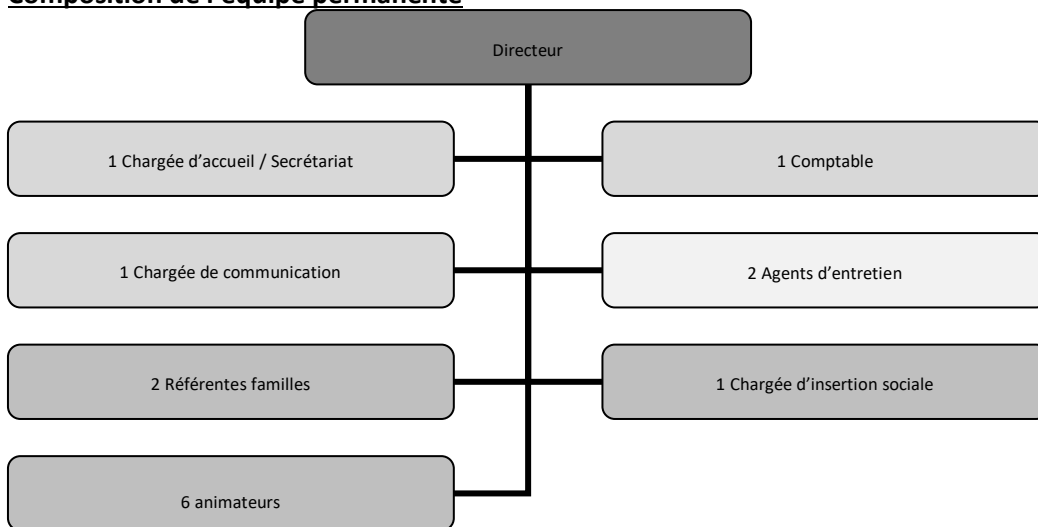 Composition de l'équipe permanente
Directeur
1 Chargée d’accueil / Secrétariat
1 Comptable
1 Chargée de communication
2 Agents d’entretien
2 Référentes familles
1 Chargée d’insertion sociale
6 animateurs